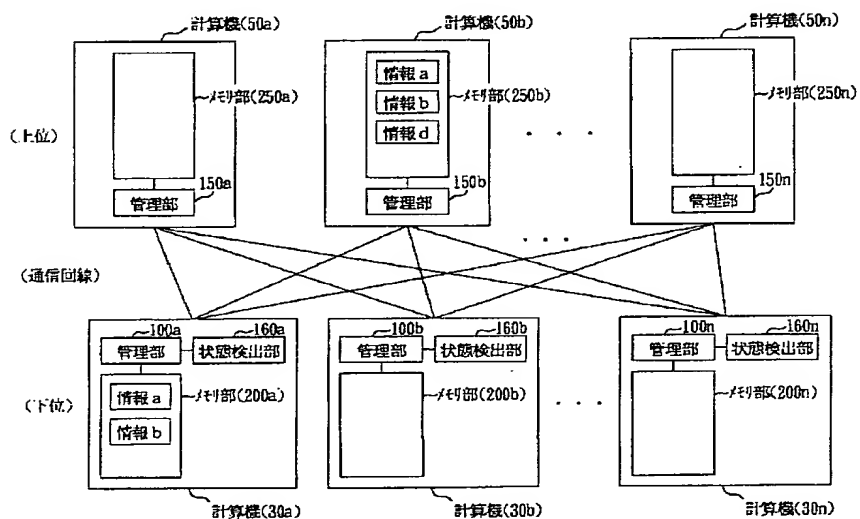 計算機(50a)
計算機(50b)
計算機(50n)
メモリ部(250a)
情報a
情報b
情報d
メモリ部(250b)
メモリ部(250n)
(上位)
・ ・ ・
150a
150b
150n
管理部
管理部
管理部
・ ・ ・
(通信回線)
100a
160a
100b
160b
100n
160n
管理部
状態検出部
管理部
状態検出部
管理部
状態検出部
(下位)
情報a
情報b
メモリ部(200a)
メモリ部(200b)
・ ・ ・
メモリ部(200n)
計算機(30a)
計算機(30b)
計算機(30n)